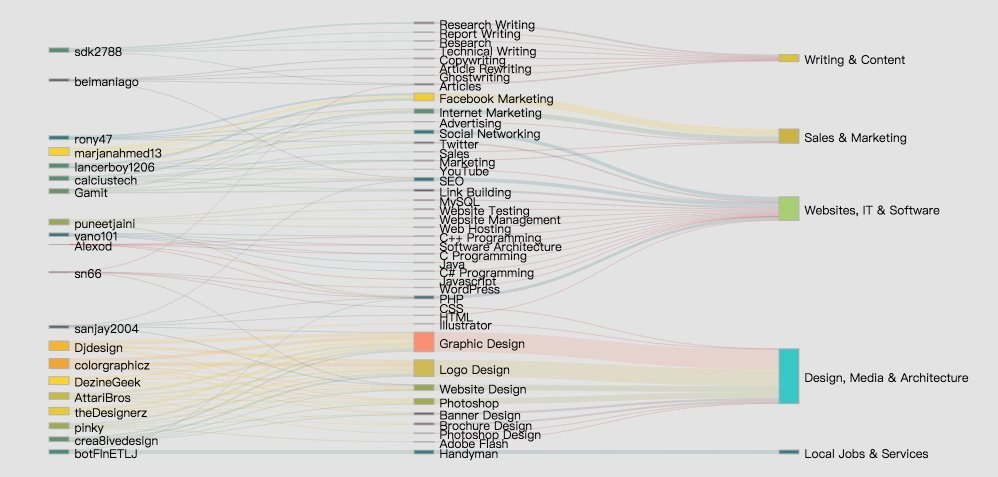 sdk2788
beimaniago
rony47
marjanahmed13
lancerboy1206
calciustech
Gamit
puneetjaini
vano101
Alexod
sn66
sanjay2004
Djdesign
colorgraphicz
DezineGeek
AttariBros
theDesignerz
pinky
crea8ivedesign
botFlnETLJ
Research Writing
Report Writing
Research
Technical Writing
Copywriting
Article Rewriting
Ghostwriting
Articles
Facebook Marketing
Internet Marketing
Advertising
Social Networking
Twitter
Sales
Marketing
YouTube
SEO
Link Building
MySQL
Website Testing
Website Management
Web Hosting
C++ Programming
Software Architecture
C Programming
Java
C# Programming
Javascript
WordPress
PHP
CSS
HTML
Illustrator
Graphic Design
Logo Design
Website Design
Photoshop
Banner Design
Brochure Design
Photoshop Design
Adobe Flash
Handyman
Writing & Content
Sales & Marketing
Websites, IT & Software
Design, Media & Architecture
Local Jobs & Services